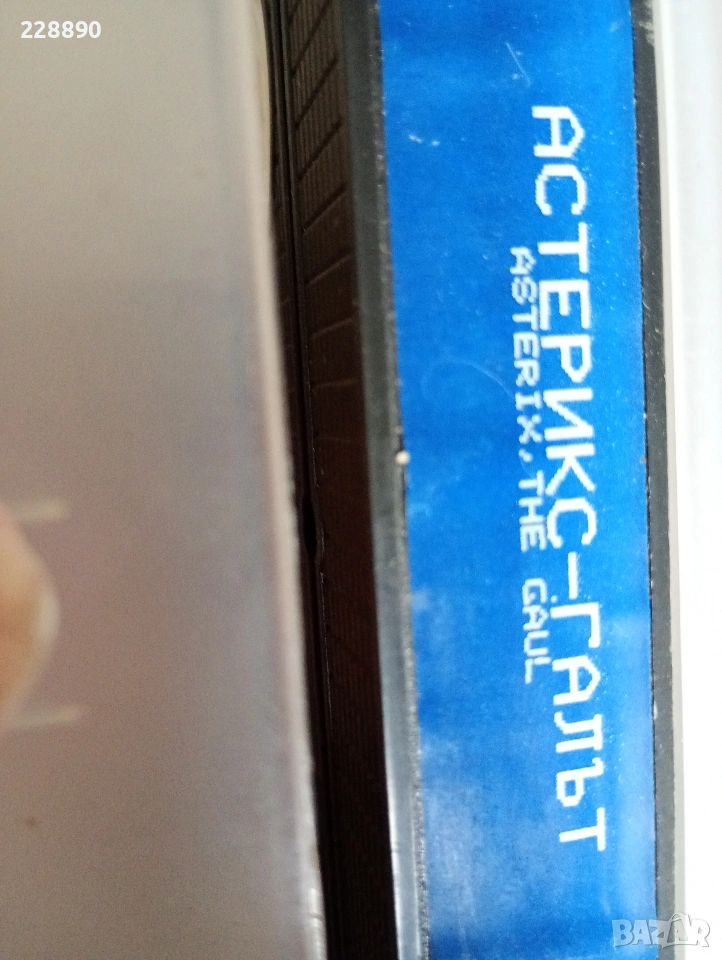 228890
АСТЕРИКС-ГАЛЪТ
ASTERIX, THE GAUL
BAZAR